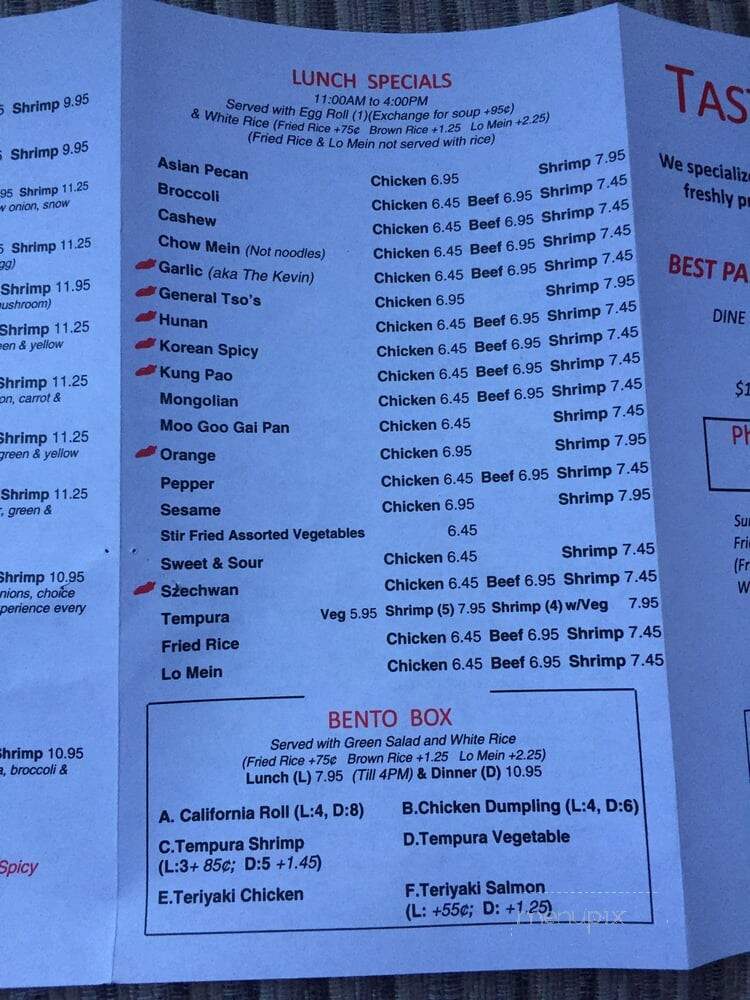 Shrimp 9.95
Shrimp 9.95
95 Shrimp 11.25
onion, snow
Shrimp 11.25
Shrimp 11.95
Shrimp 11.25
green & yellow
Shrimp 11.25
carrot &
Shrimp 11.25
green & yellow
Shrimp 11.25
green &
Shrimp 10.95
onions, choice
experience every
Shrimp 10.95
broccoli &
Spicy
LUNCH SPECIALS
11:00AM to 4:00PM
Served with Egg Roll (1)(Exchange for soup +95¢)
& White Rice (Fried Rice +75¢ Brown Rice +1.25 Lo Mein +2.25)
(Fried Rice & Lo Mein not served with rice)
Asian Pecan Chicken 6.95 Shrimp 7.95
Broccoli Chicken 6.45 Beef 6.95 Shrimp 7.45
Cashew Chicken 6.45 Beef 6.95 Shrimp 7.45
Chow Mein (Not noodles) Chicken 6.45 Beef 6.95 Shrimp 7.45
Garlic (aka The Kevin) Chicken 6.45 Beef 6.95 Shrimp 7.45
General Tso's Chicken 6.95 Shrimp 7.95
Hunan Chicken 6.45 Beef 6.95 Shrimp 7.45
Korean Spicy Chicken 6.45 Beef 6.95 Shrimp 7.45
Kung Pao Chicken 6.45 Beef 6.95 Shrimp 7.45
Mongolian Chicken 6.45 Beef 6.95 Shrimp 7.45
Moo Goo Gai Pan Chicken 6.45 Shrimp 7.45
Orange Chicken 6.95 Shrimp 7.95
Pepper Chicken 6.45 Beef 6.95 Shrimp 7.45
Sesame Chicken 6.95 Shrimp 7.95
Stir Fried Assorted Vegetables 6.45
Sweet & Sour Chicken 6.45 Shrimp 7.45
Szechwan Chicken 6.45 Beef 6.95 Shrimp 7.45
Tempura Veg 5.95 Shrimp (5) 7.95 Shrimp (4) w/Veg 7.95
Fried Rice Chicken 6.45 Beef 6.95 Shrimp 7.45
Lo Mein Chicken 6.45 Beef 6.95 Shrimp 7.45
BENTO BOX
Served with Green Salad and White Rice
(Fried Rice +75¢ Brown Rice +1.25 Lo Mein +2.25)
Lunch (L) 7.95 (Till 4PM) & Dinner (D) 10.95
A. California Roll (L:4, D:8) B.Chicken Dumpling (L:4, D:6)
C.Tempura Shrimp D.Tempura Vegetable
(L:3+ 85¢; D:5 +1.45)
E.Teriyaki Chicken F.Teriyaki Salmon
(L: +55¢; D: +1.25)
menupix
TAS
We specializ
freshly pr
BEST PA
DINE
$1
Ph
Su
Fri
(Fr
W